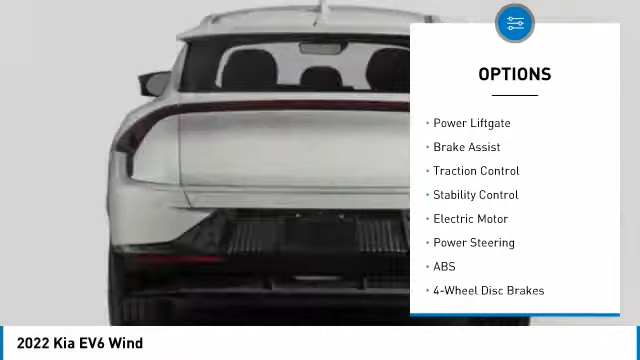 OPTIONS
• Power Liftgate
• Brake Assist
• Traction Control
• Stability Control
• Electric Motor
• Power Steering
• ABS
• 4-Wheel Disc Brakes
2022 Kia EV6 Wind